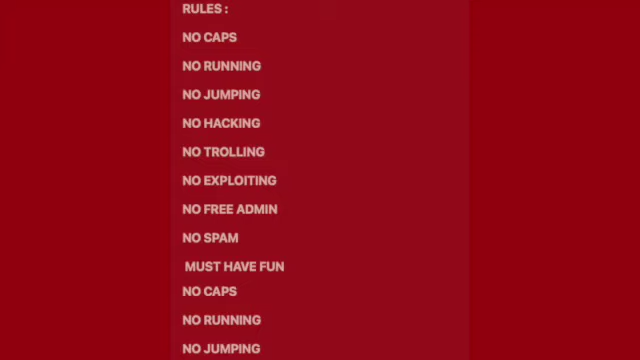 RULES :
NO CAPS
NO RUNNING
NO JUMPING
NO HACKING
NO TROLLING
NO EXPLOITING
NO FREE ADMIN
NO SPAM
MUST HAVE FUN
NO CAPS
NO RUNNING
NO JUMPING